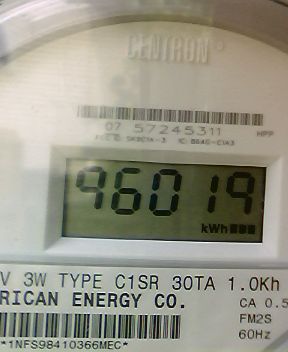 CENTRON®
07 57245311
HPP
96019
kWh
V 3W TYPE C1SR 30TA 1.0Kh
RICAN ENERGY CO.
CA 0.5
FM2S
60Hz
*1NFS98410366MEC*